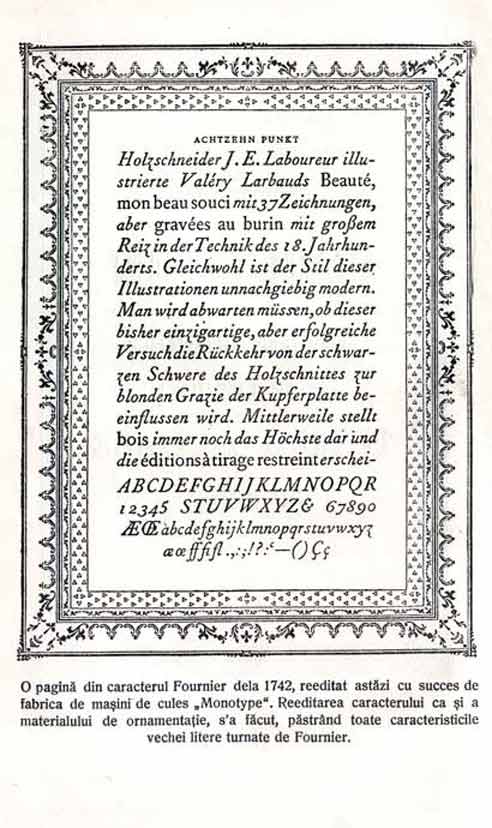 ACHTZEHN PUNKT
Holzschneider J. E. Laboureur illu-
strierte Valéry Larbauds Beauté,
mon beau souci mit 37 Zeichnungen,
aber gravées au burin mit großem
Reiz in der Technik des 18. Jahrhun-
derts. Gleichwohl ist der Stil dieser
Illustrationen unnachgiebig modern.
Man wird abwarten müssen, ob dieser
bisher einzigartige, aber erfolgreiche
Versuch die Rückkehr von der schwar-
zen Schwere des Holzschnittes zur
blonden Grazie der Kupferplatte be-
einflussen wird. Mittlerweile stellt
bois immer noch das Höchste dar und
die éditions à tirage restreint erschei-
ABCDEFGHIJKLMNOPQR
12345 STUVWXYZ& 67890
ÆŒ àbcdefghijklmnopqrstuvwxyz
æœfffifl.,:;!?:‘—() Çç
O pagină din caracterul Fournier dela 1742, reeditat astăzi cu succes de
fabrica de mașini de cules „Monotype“. Reeditarea caracterului ca și a
materialului de ornamentație, s'a făcut, păstrând toate caracteristicile
vechei litere turnate de Fournier.